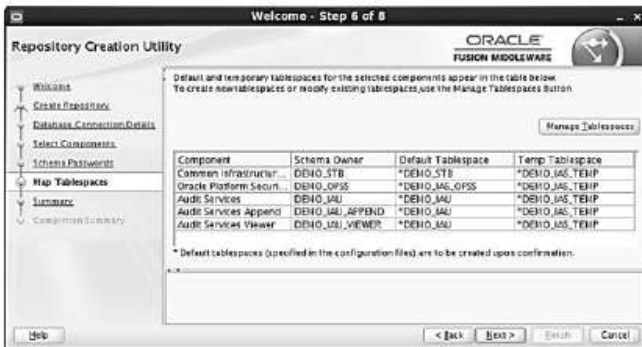 Welcome - Step 6 of 8
Repository Creation Utility
ORACLE
FUSION MIDDLEWARE
Welcome
Create Repository
Database Connection Details
Select Components
Schema Passwords
Map Tablespaces
Summary
Completion Summary
Default and temporary tablespaces for the selected components appear in the table below.
To create new tablespaces or modify existing tablespaces, use the Manage Tablespaces Button.
Manage Tablespaces
Component Schema Owner Default Tablespace Temp Tablespace
Common Infrastructur... DEMO_STB *DEMO_STB *DEMO_IAS_TEMP
Oracle Platform Securi... DEMO_OPSS *DEMO_IAS_OPSS *DEMO_IAS_TEMP
Audit Services DEMO_IAU *DEMO_IAU *DEMO_IAS_TEMP
Audit Services Append DEMO_IAU_APPEND *DEMO_IAU *DEMO_IAS_TEMP
Audit Services Viewer DEMO_IAU_VIEWER *DEMO_IAU *DEMO_IAS_TEMP
* Default tablespaces (specified in the configuration files) are to be created upon confirmation.
Help
< Back
Next >
Finish
Cancel